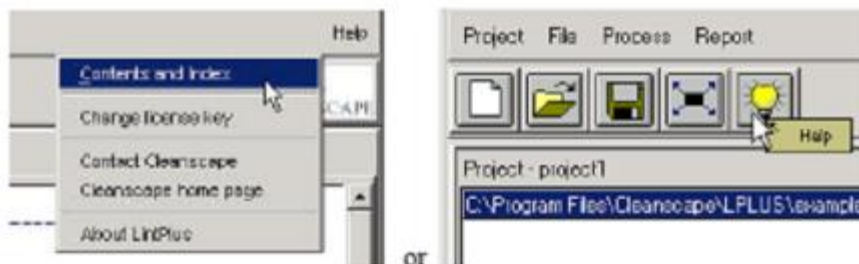 Help
Contents and Index
CAPE
Change license key
Contact Cleanscape
Cleanscape home page
About LintPlus
or
Project File Process Report
Help
Project - project1
C:\Program Files\Cleanscape\LPLUS\example